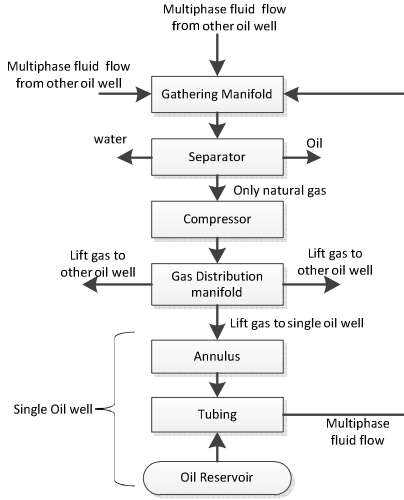 Multiphase fluid flow
from other oil well
Multiphase fluid flow
from other oil well
Gathering Manifold
water
Separator
Oil
Only natural gas
Compressor
Lift gas to
other oil well
Gas Distribution
manifold
Lift gas to
other oil well
Lift gas to single oil well
Annulus
Single Oil well
Tubing
Multiphase
fluid flow
Oil Reservoir